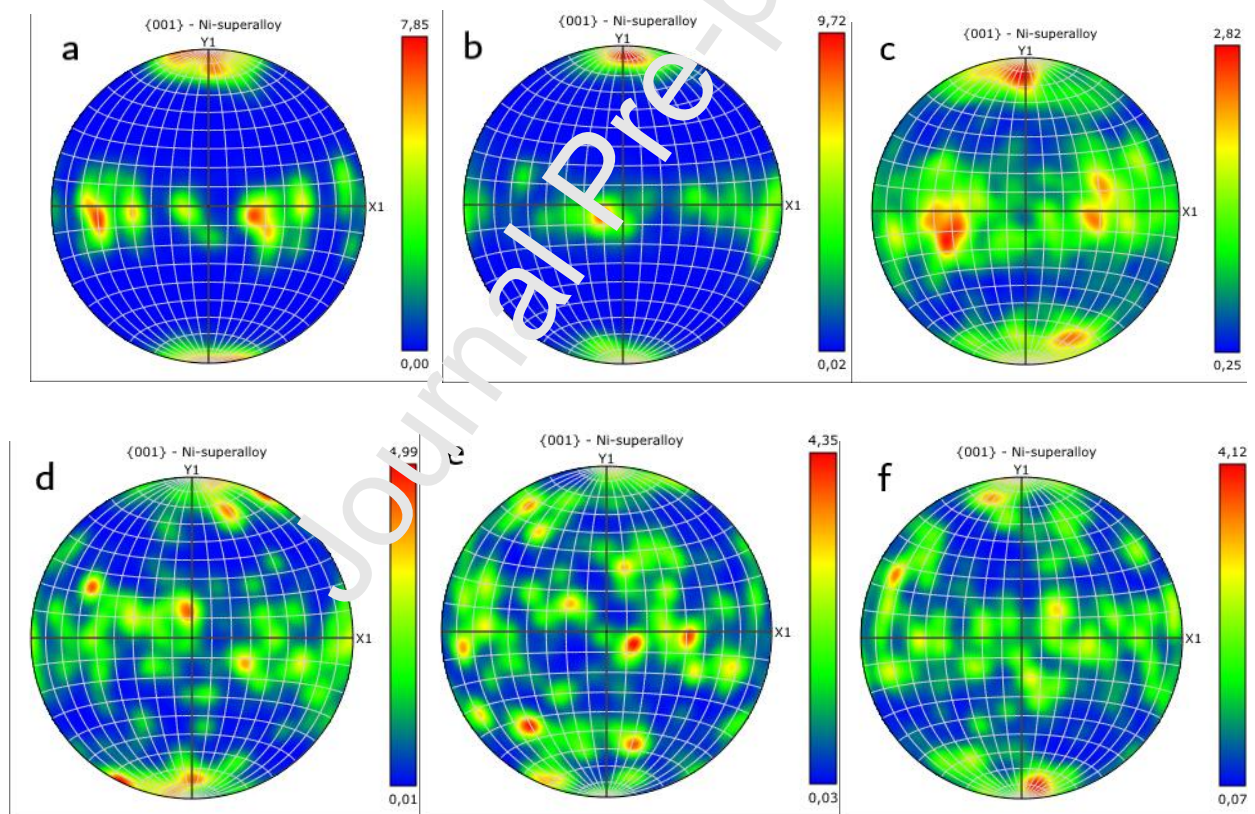 a
{001} - Ni-superalloy
Y1
X1
7,85
0,00
b
{001} - Ni-superalloy
Y1
X1
9,72
0,02
c
{001} - Ni-superalloy
Y1
X1
2,82
0,25
d
{001} - Ni-superalloy
Y1
X1
4,99
0,01
e
{001} - Ni-superalloy
Y1
X1
4,35
0,03
f
{001} - Ni-superalloy
Y1
X1
4,12
0,07
Journal Pre-p